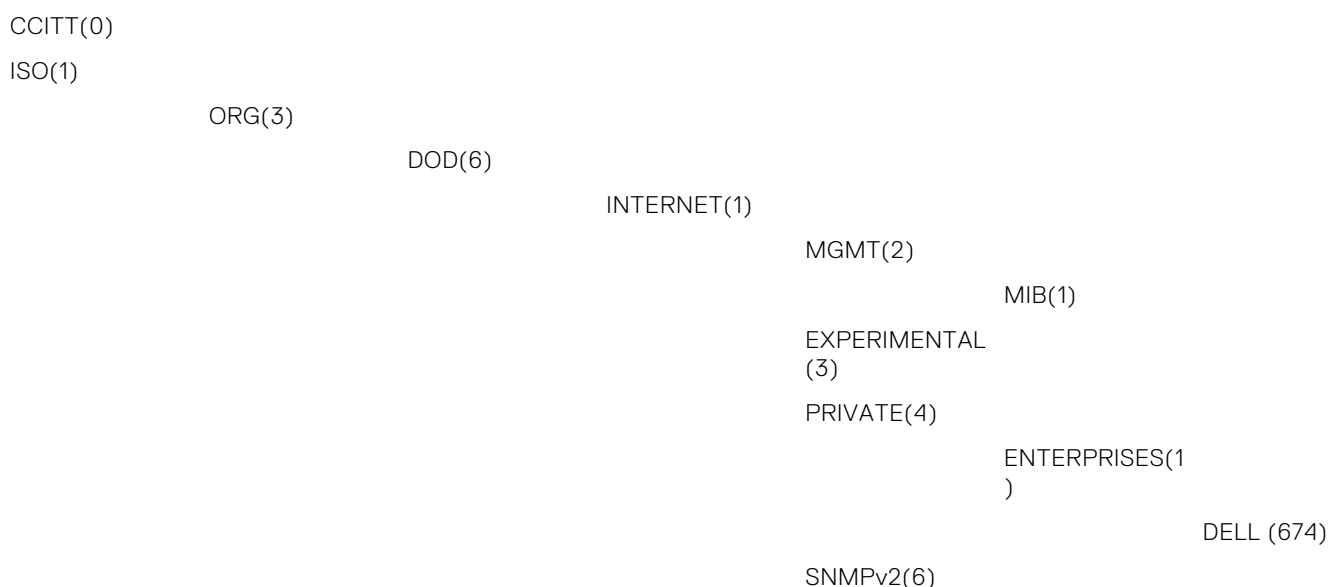 CCITT(0)
ISO(1)
ORG(3)
DOD(6)
INTERNET(1)
MGMT(2)
MIB(1)
EXPERIMENTAL
(3)
PRIVATE(4)
ENTERPRISES(1
)
DELL (674)
SNMPv2(6)